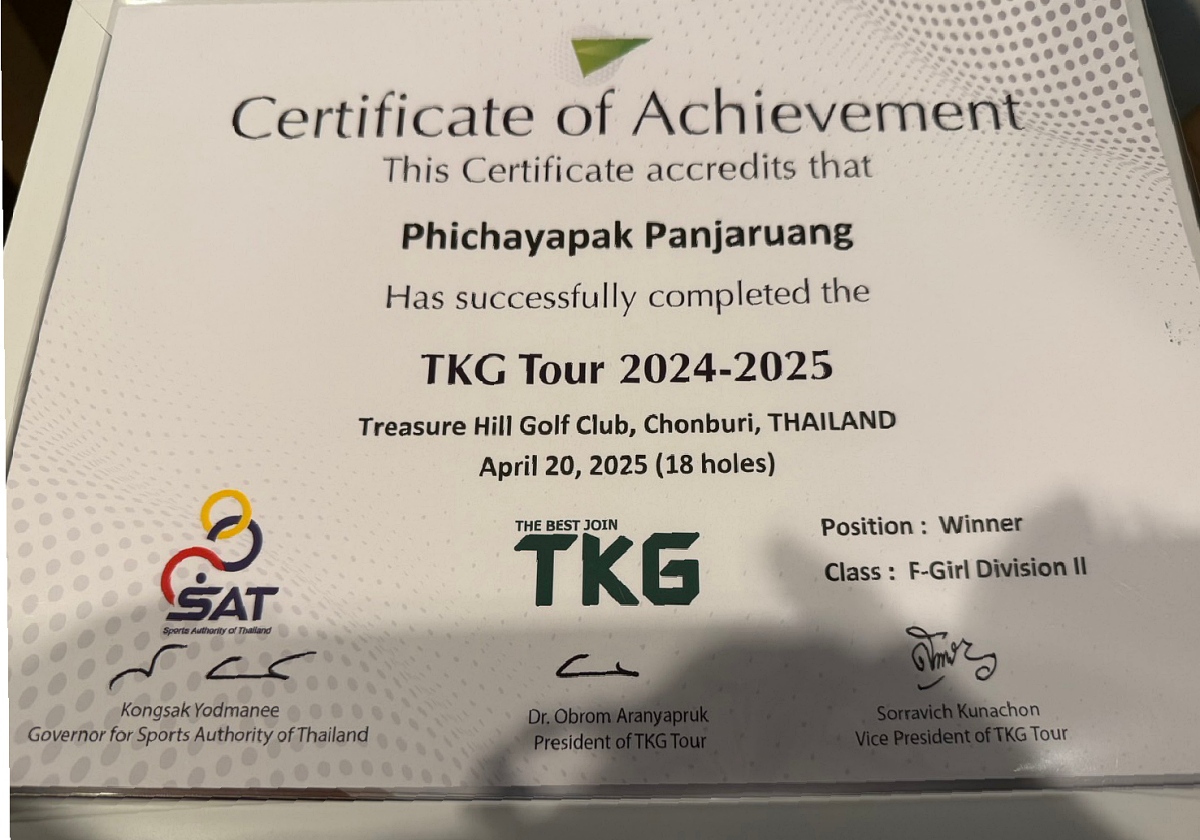 Certificate of Achievement
This Certificate accredits that
Phichayapak Panjaruang
Has successfully completed the
TKG Tour 2024-2025
Treasure Hill Golf Club, Chonburi, THAILAND
April 20, 2025 (18 holes)
SAT
Sports Authority of Thailand
THE BEST JOIN
TKG
Position : Winner
Class : F-Girl Division II
Kongsak Yodmanee
Governor for Sports Authority of Thailand
Dr. Obrom Aranyapruk
President of TKG Tour
Sorravich Kunachon
Vice President of TKG Tour